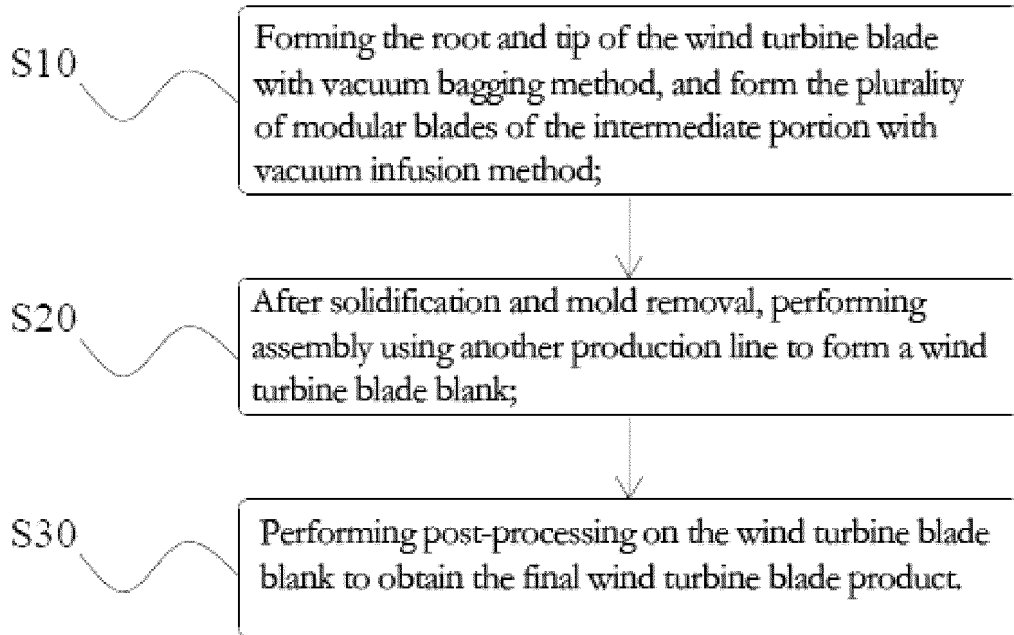 S10
Forming the root and tip of the wind turbine blade
with vacuum bagging method, and form the plurality
of modular blades of the intermediate portion with
vacuum infusion method;
S20
After solidification and mold removal, performing
assembly using another production line to form a wind
turbine blade blank;
S30
Performing post-processing on the wind turbine blade
blank to obtain the final wind turbine blade product.